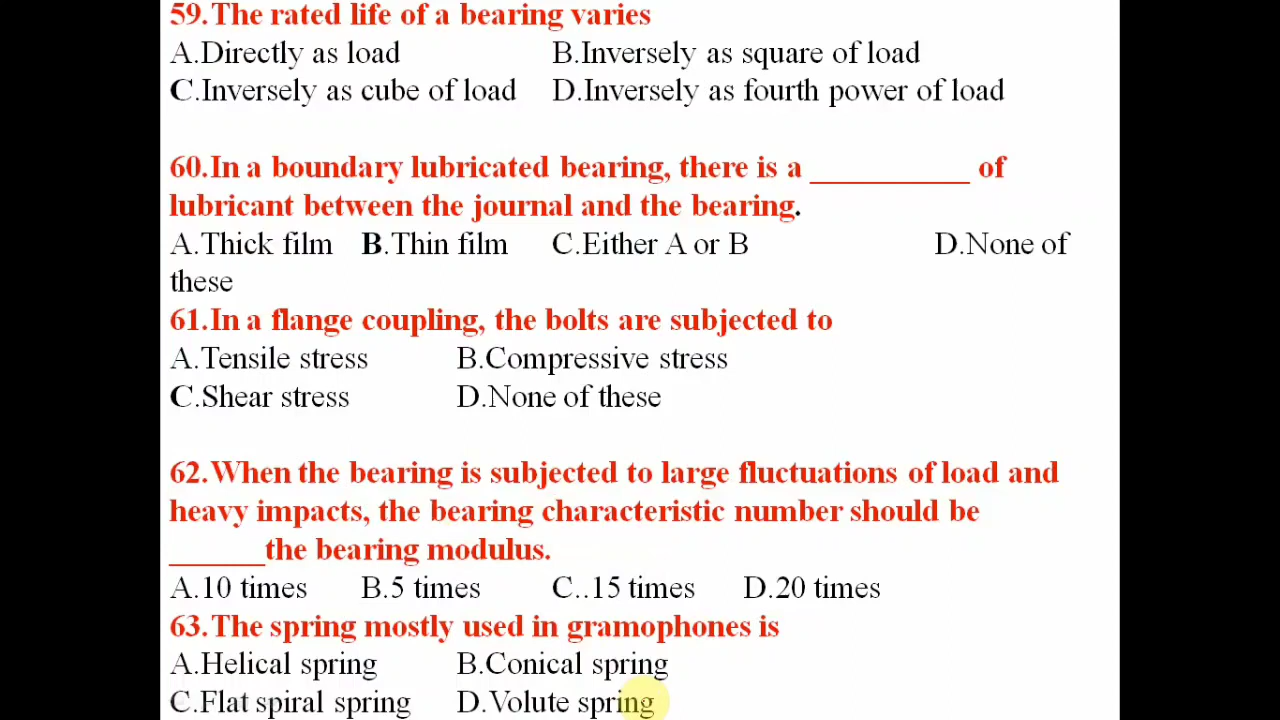 59.The rated life of a bearing varies
A.Directly as load B.Inversely as square of load
C.Inversely as cube of load D.Inversely as fourth power of load
60.In a boundary lubricated bearing, there is a __________ of
lubricant between the journal and the bearing.
A.Thick film B.Thin film C.Either A or B D.None of
these
61.In a flange coupling, the bolts are subjected to
A.Tensile stress B.Compressive stress
C.Shear stress D.None of these
62.When the bearing is subjected to large fluctuations of load and
heavy impacts, the bearing characteristic number should be
______the bearing modulus.
A.10 times B.5 times C..15 times D.20 times
63.The spring mostly used in gramophones is
A.Helical spring B.Conical spring
C.Flat spiral spring D.Volute spring